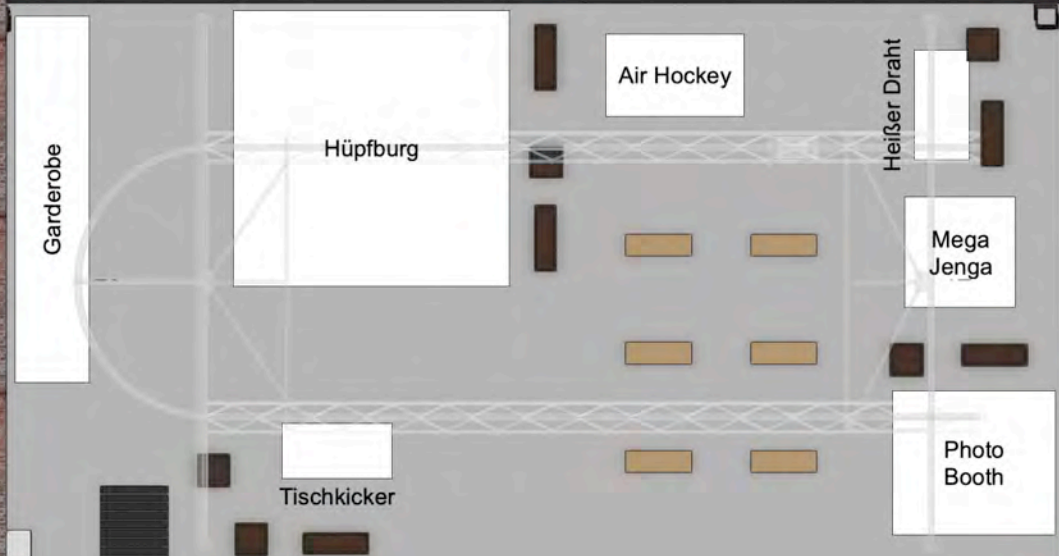 Garderobe
Hüpfburg
Air Hockey
Heißer Draht
Mega
Jenga
Photo
Booth
Tischkicker